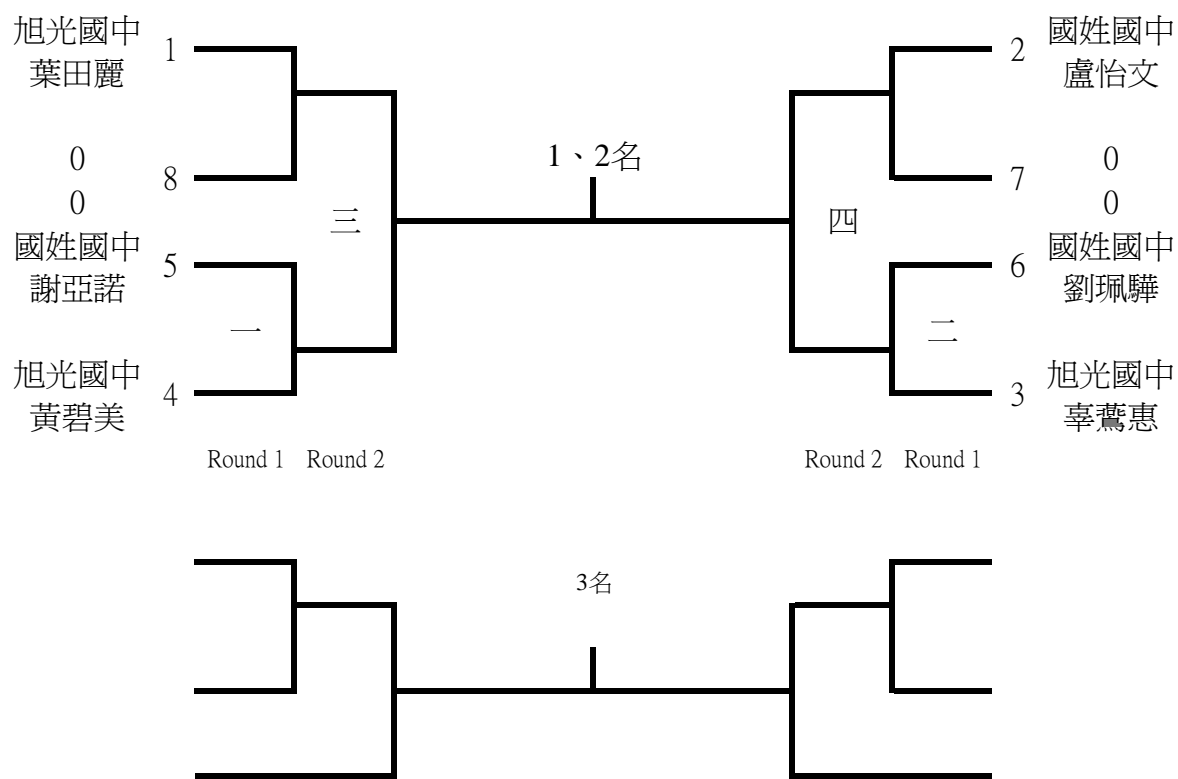 旭光國中
葉田麗
1
0
8
0
國姓國中
謝亞諾
5
旭光國中
黃碧美
4
一
三
1、2名
四
二
2
國姓國中
盧怡文
7
0
0
6
國姓國中
劉珮驊
3
旭光國中
辜鸞惠
Round 1 Round 2
Round 2 Round 1
3名